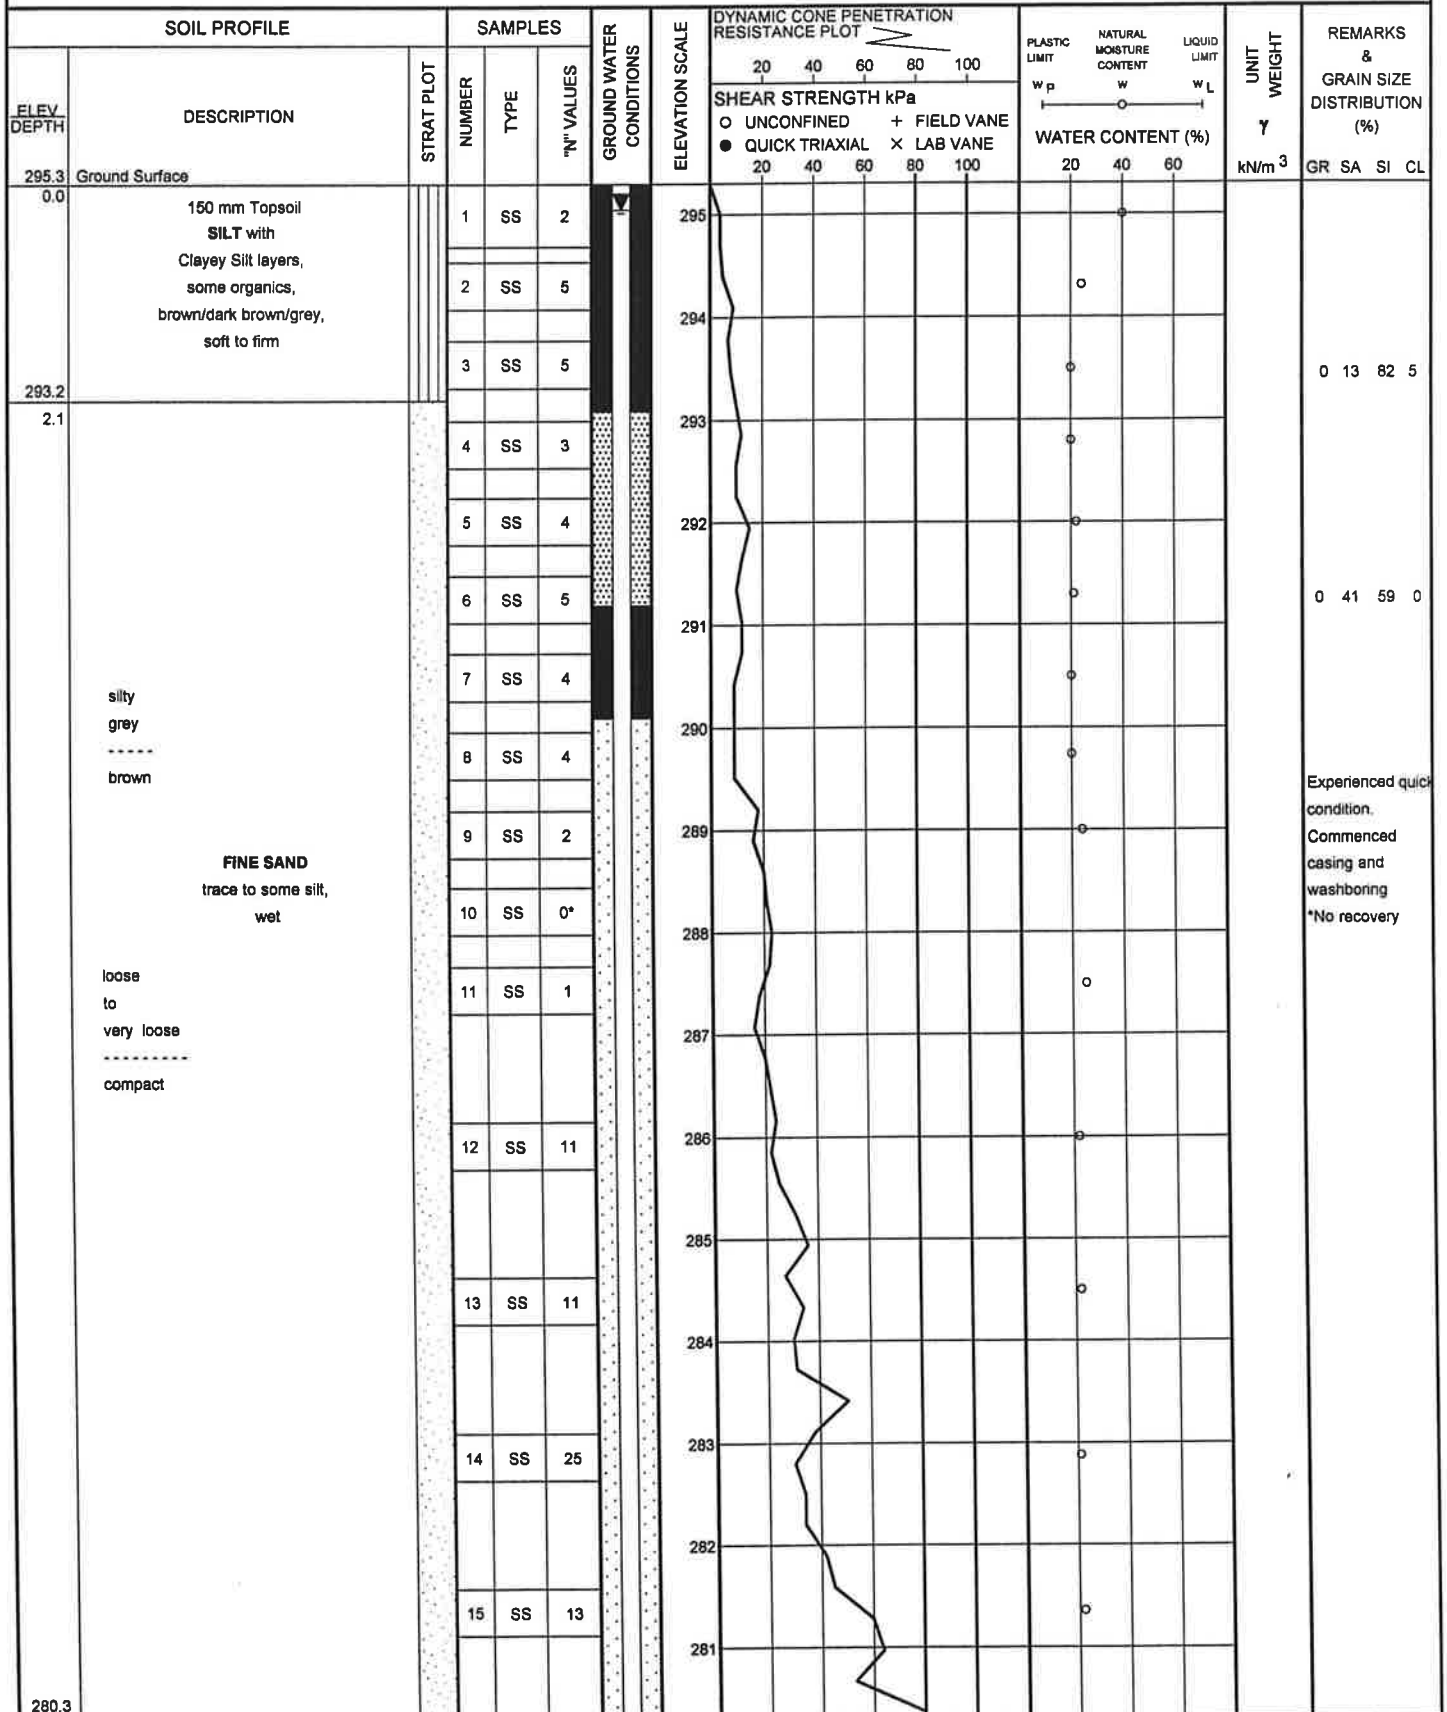 SOIL PROFILE
SAMPLES
GROUND WATER
CONDITIONS
ELEVATION SCALE
DYNAMIC CONE PENETRATION
RESISTANCE PLOT
20 40 60 80 100
SHEAR STRENGTH kPa
O UNCONFINED + FIELD VANE
● QUICK TRIAXIAL × LAB VANE
20 40 60 80 100
PLASTIC
LIMIT
NATURAL
MOISTURE
CONTENT
LIQUID
LIMIT
W P W W L
WATER CONTENT (%)
20 40 60
UNIT
WEIGHT
γ
kN/m 3
REMARKS
&
GRAIN SIZE
DISTRIBUTION
(%)
GR SA SI CL
ELEV
DEPTH
DESCRIPTION
STRAT PLOT
NUMBER
TYPE
"N" VALUES
295.3 Ground Surface
0.0
150 mm Topsoil
SILT with
Clayey Silt layers,
some organics,
brown/dark brown/grey,
soft to firm
293.2
2.1
silty
grey
-----
brown
FINE SAND
trace to some silt,
wet
loose
to
very loose
---------
compact
280.3
1 SS 2
2 SS 5
3 SS 5
4 SS 3
5 SS 4
6 SS 5
7 SS 4
8 SS 4
9 SS 2
10 SS 0*
11 SS 1
12 SS 11
13 SS 11
14 SS 25
15 SS 13
295
294
293
292
291
290
289
288
287
286
285
284
283
282
281
0 13 82 5
0 41 59 0
Experienced quick
condition.
Commenced
casing and
washboring
*No recovery